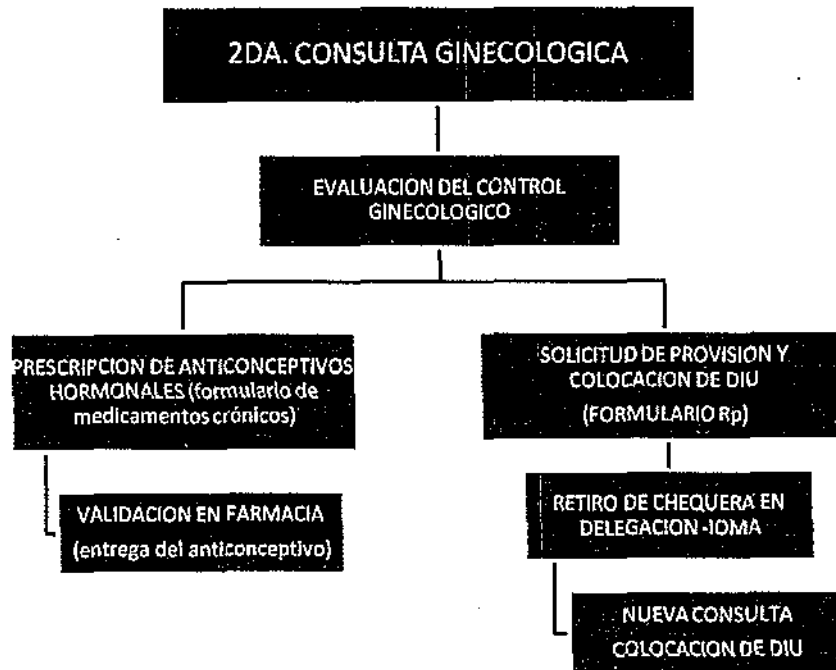 2DA. CONSULTA GINECOLOGICA
EVALUACION DEL CONTROL
GINECOLOGICO
PRESCRIPCION DE ANTICONCEPTIVOS
HORMONALES (formulario de
medicamentos crónicos)
VALIDACION EN FARMACIA
(entrega del anticonceptivo)
SOLICITUD DE PROVISION Y
COLOCACION DE DIU
(FORMULARIO Rp)
RETIRO DE CHEQUERA EN
DELEGACION -IOMA
NUEVA CONSULTA
COLOCACION DE DIU